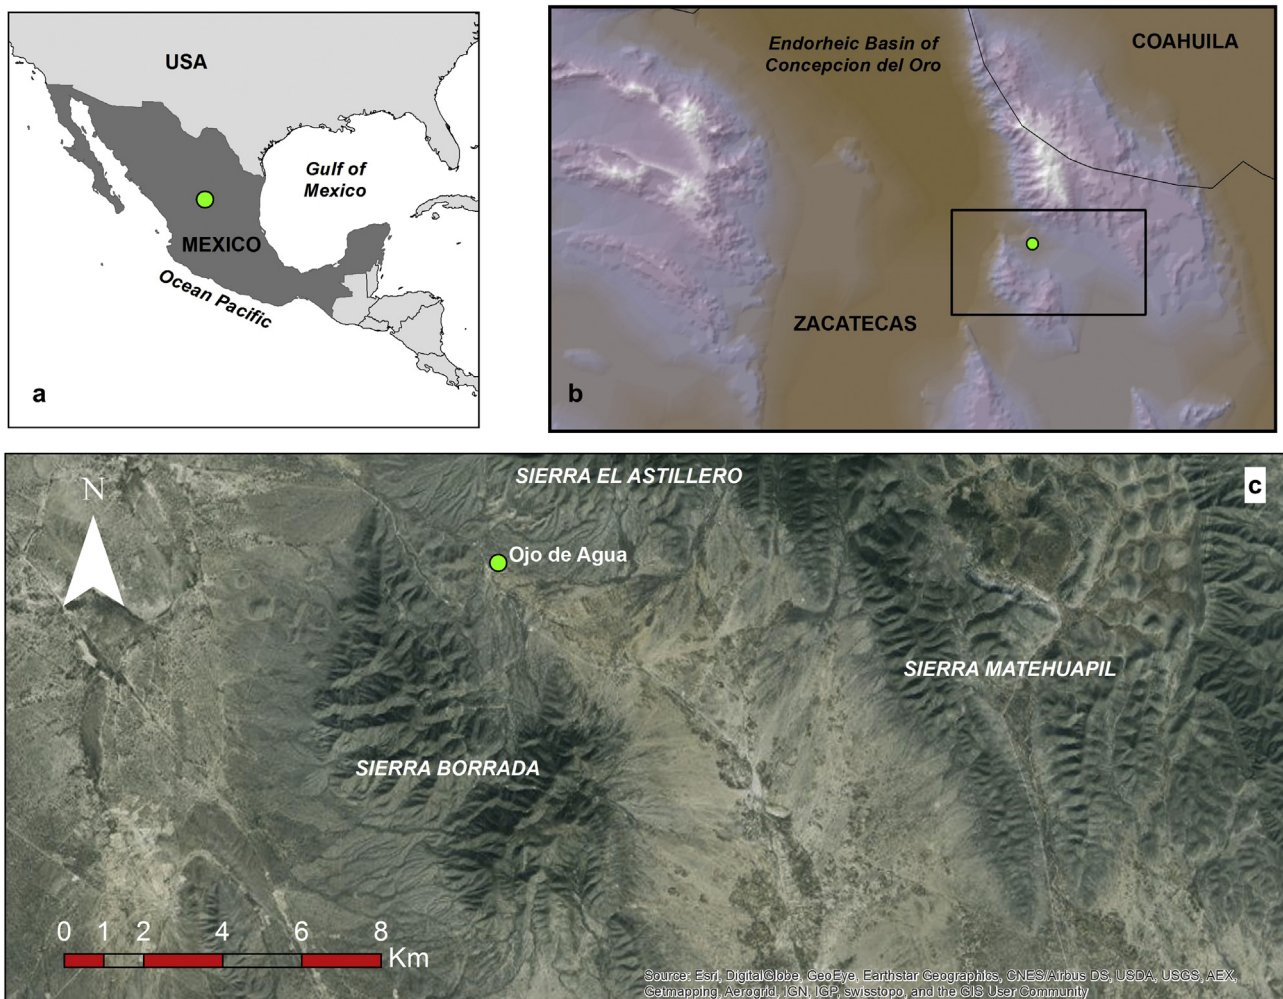 USA
Gulf of
Mexico
MEXICO
Ocean Pacific
a
Endorheic Basin of
Concepcion del Oro
COAHUILA
ZACATECAS
b
SIERRA EL ASTILLERO
c
N
Ojo de Agua
SIERRA MATEHUAPIL
SIERRA BORRADA
0 1 2 4 6 8
Km
Source: Esri, DigitalGlobe, GeoEye, Earthstar Geographics, CNES/Airbus DS, USDA, USGS, AEX,
Getmapping, Aerogrid, IGN, IGP, swisstopo, and the GIS User Community